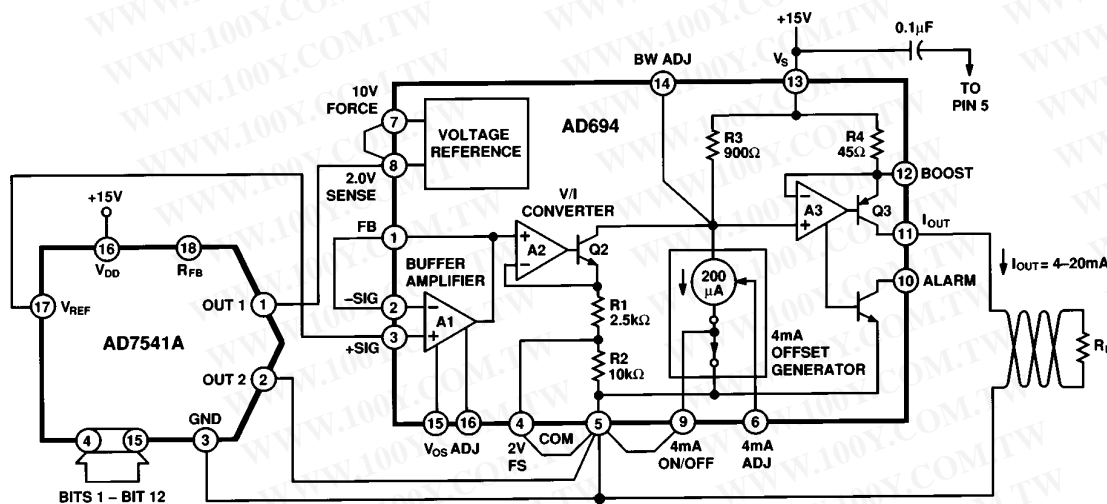 WWW.100Y.COM.TW
+15V
0.1μF
TO
PIN 5
BW ADJ
14
VS
13
10V
FORCE
7
VOLTAGE
REFERENCE
AD694
R3
900Ω
R4
45Ω
8
2.0V
SENSE
12
BOOST
+15V
V/I
CONVERTER
A3
Q3
IOUT
11
FB
1
A2
Q2
16
VDD
18
RFB
BUFFER
AMPLIFIER
200
μA
IOUT = 4–20mA
10
ALARM
17
VREF
OUT 1
1
–SIG
2
A1
R1
2.5kΩ
3
+SIG
4mA
OFFSET
GENERATOR
RL
AD7541A
OUT 2
2
R2
10kΩ
GND
15
16
4
5
9
6
VOS ADJ
2V
FS
COM
4mA
ON/OFF
4mA
ADJ
4
15
3
BITS 1 – BIT 12